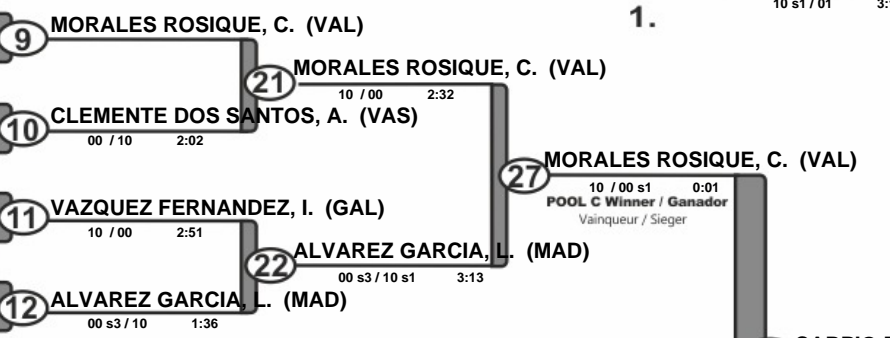 10 s1 / 01
1.
9 MORALES ROSIQUE, C. (VAL)
21 MORALES ROSIQUE, C. (VAL)
10 / 00 2:32
10 CLEMENTE DOS SANTOS, A. (VAS)
00 / 10 2:02
27 MORALES ROSIQUE, C. (VAL)
10 / 00 s1 0:01
POOL C Winner / Ganador
Vainqueur / Sieger
11 VAZQUEZ FERNANDEZ, I. (GAL)
10 / 00 2:51
22 ALVAREZ GARCIA, L. (MAD)
00 s3 / 10 s1 3:13
12 ALVAREZ GARCIA, L. (MAD)
00 s3 / 10 1:36